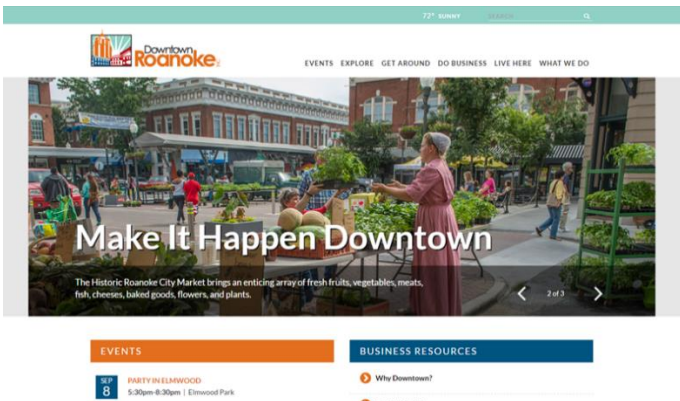 72° SUNNY
SEARCH
Downtown
Roanoke
EVENTS EXPLORE GET AROUND DO BUSINESS LIVE HERE WHAT WE DO
Make It Happen Downtown
The Historic Roanoke City Market brings an enticing array of fresh fruits, vegetables, meats,
fish, cheeses, baked goods, flowers, and plants.
2 of 3
EVENTS
BUSINESS RESOURCES
SEP
8
PARTY IN ELMWOOD
5:30pm-8:30pm | Elmwood Park
Why Downtown?